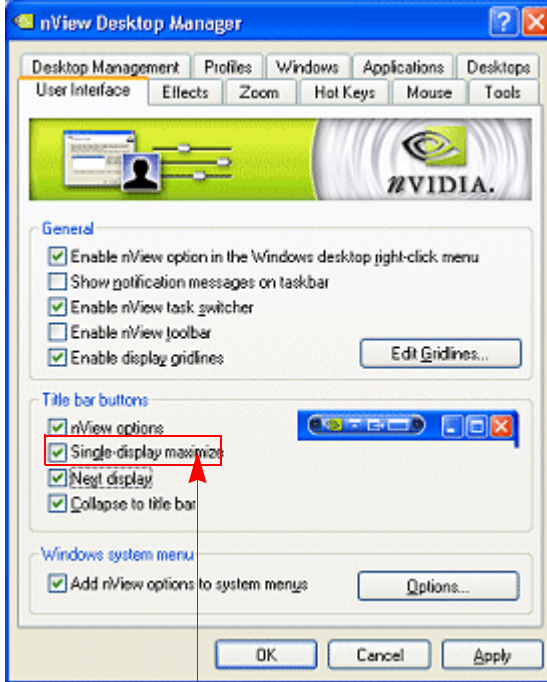 nView Desktop Manager
Desktop Management Profiles Windows Applications Desktops
User Interface Effects Zoom Hot Keys Mouse Tools
nVIDIA.
General
Enable nView option in the Windows desktop right-click menu
Show notification messages on taskbar
Enable nView task switcher
Enable nView toolbar
Enable display gridlines
Edit Gridlines...
Title bar buttons
nView options
Single-display maximize
Next display
Collapse to title bar
Windows system menu
Add nView options to system menus
Options...
OK Cancel Apply